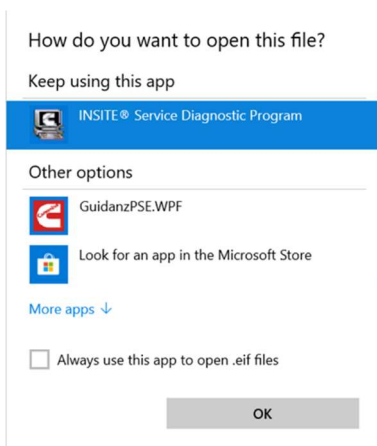 How do you want to open this file?
Keep using this app
INSITE® Service Diagnostic Program
Other options
GuidanzPSE.WPF
Look for an app in the Microsoft Store
More apps ↓
Always use this app to open .eif files
OK